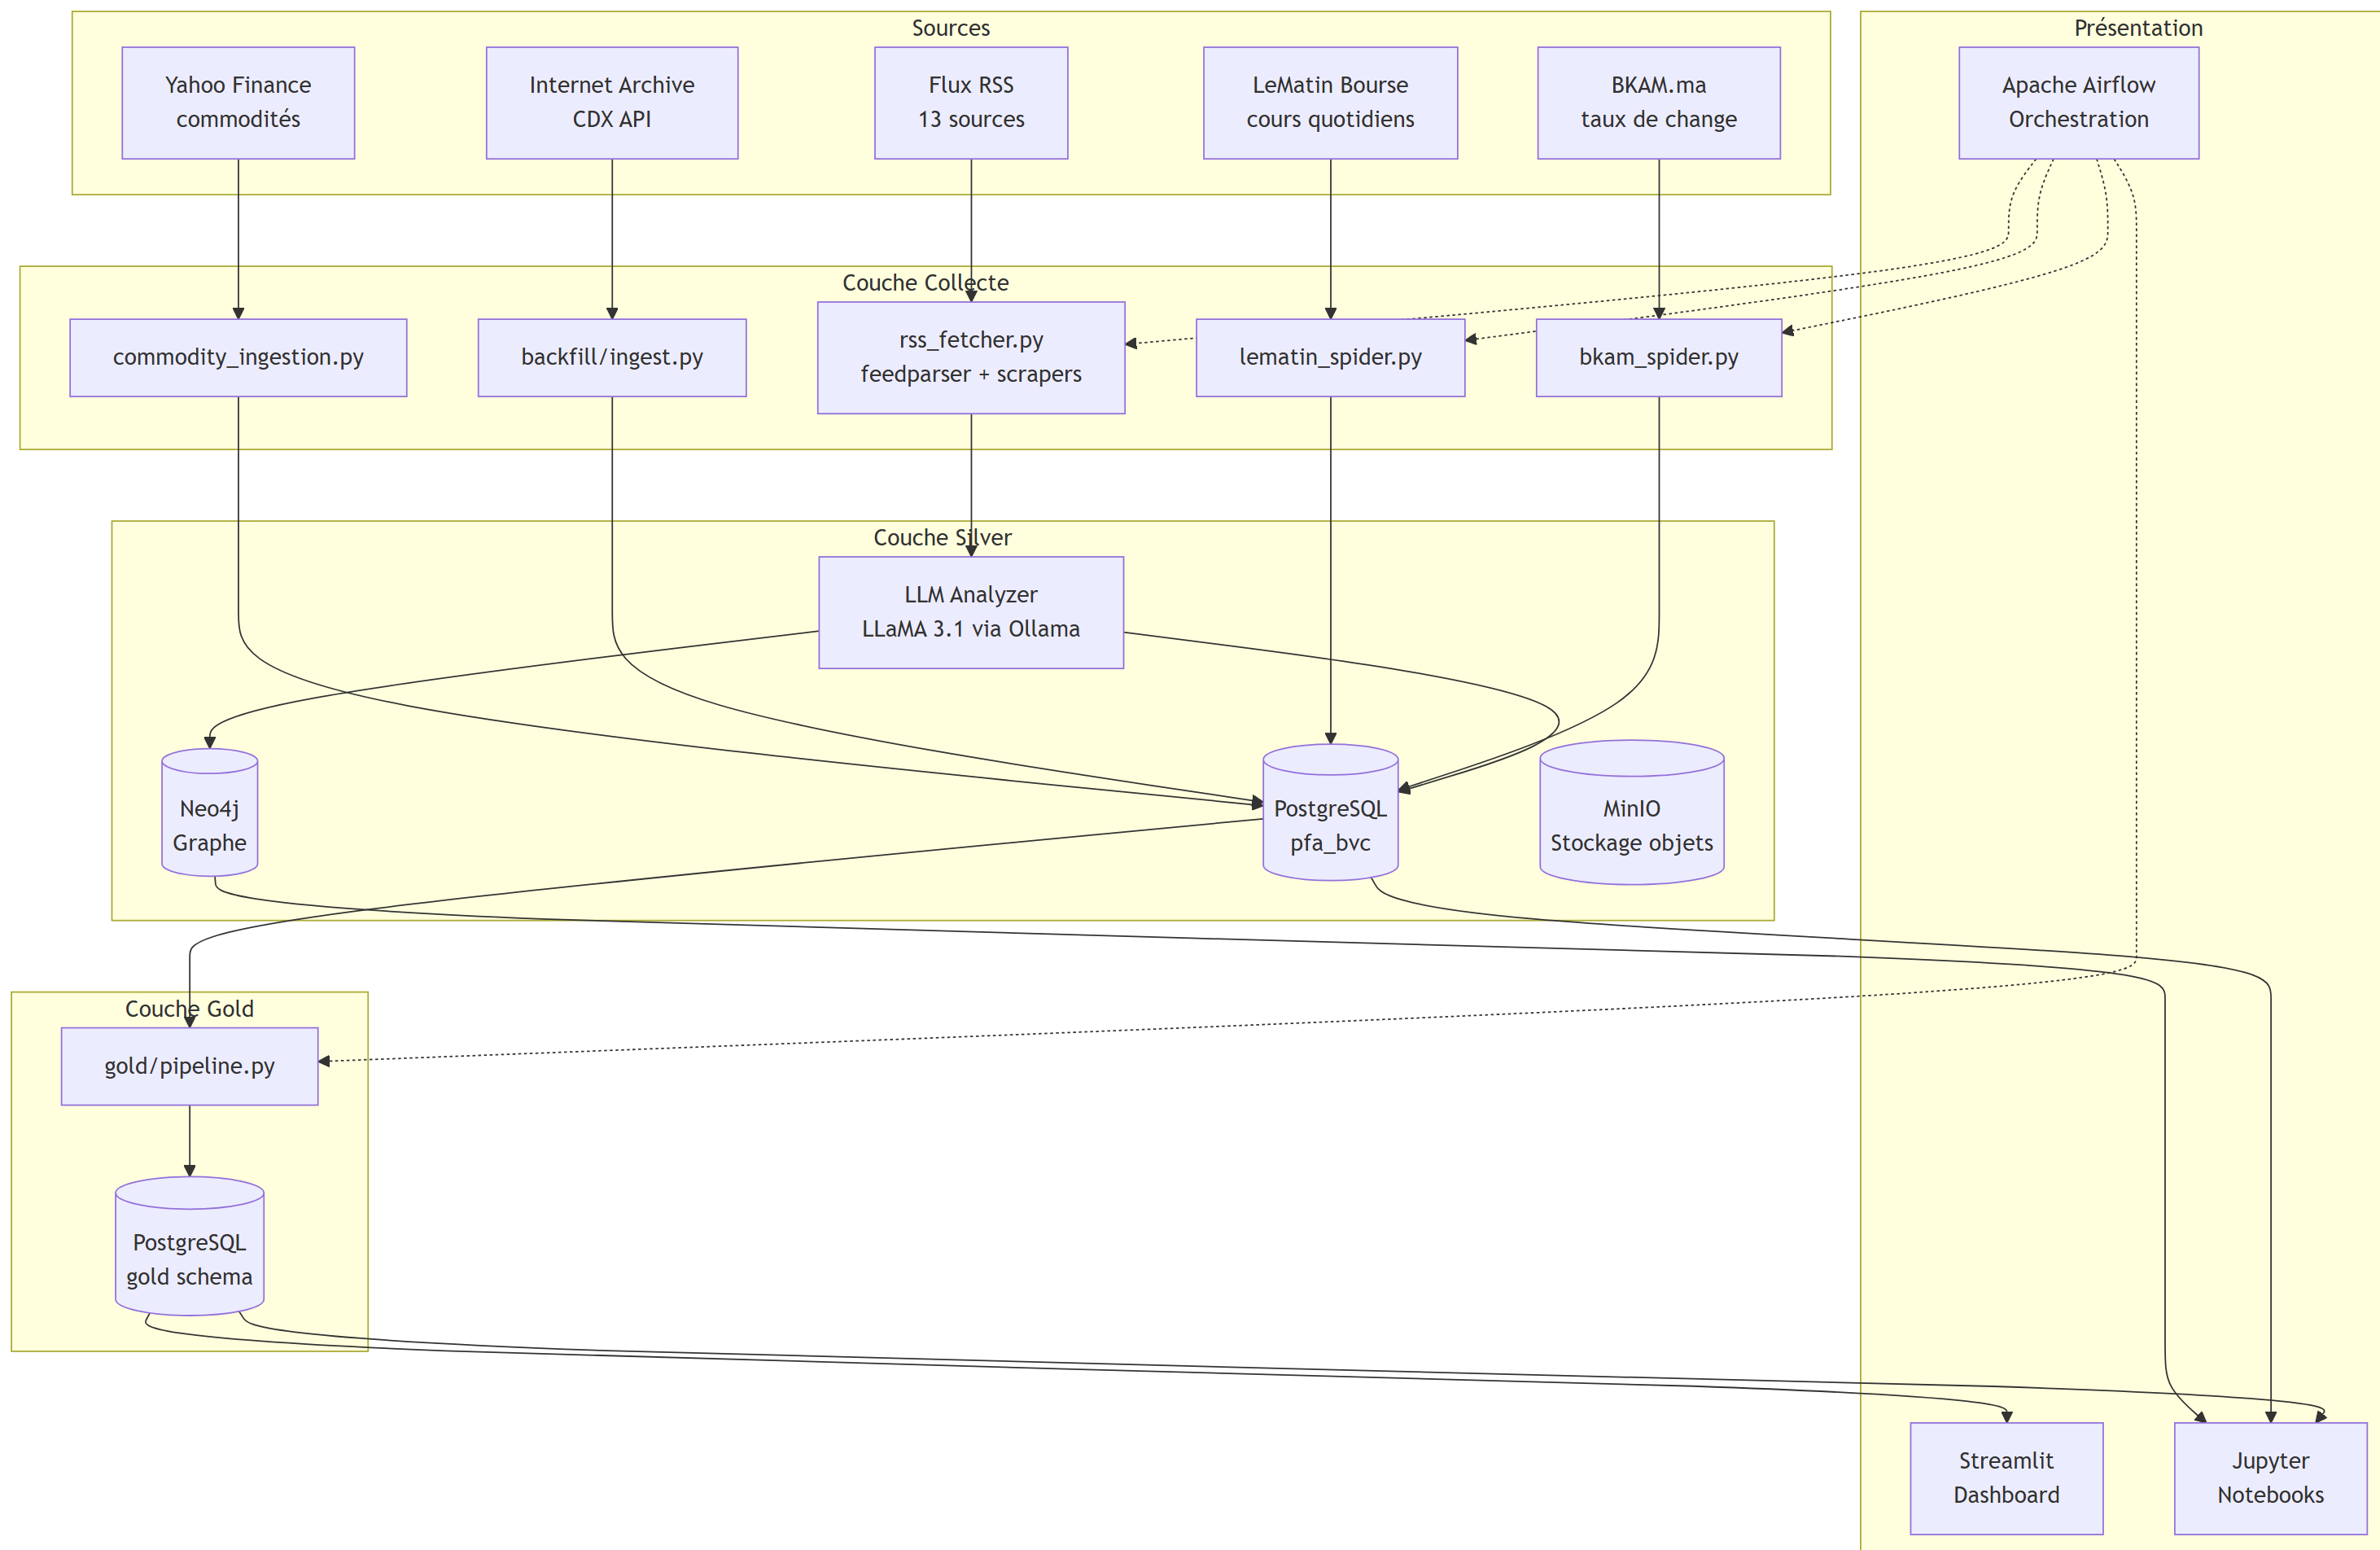 Sources
Présentation
Yahoo Finance
commodités
Internet Archive
CDX API
Flux RSS
13 sources
LeMatin Bourse
cours quotidiens
BKAM.ma
taux de change
Apache Airflow
Orchestration
Couche Collecte
commodity_ingestion.py
backfill/ingest.py
rss_fetcher.py
feedparser + scrapers
lematin_spider.py
bkam_spider.py
Couche Silver
LLM Analyzer
LLaMA 3.1 via Ollama
Neo4j
Graphe
PostgreSQL
pfa_bvc
MinIO
Stockage objets
Couche Gold
gold/pipeline.py
PostgreSQL
gold schema
Streamlit
Dashboard
Jupyter
Notebooks